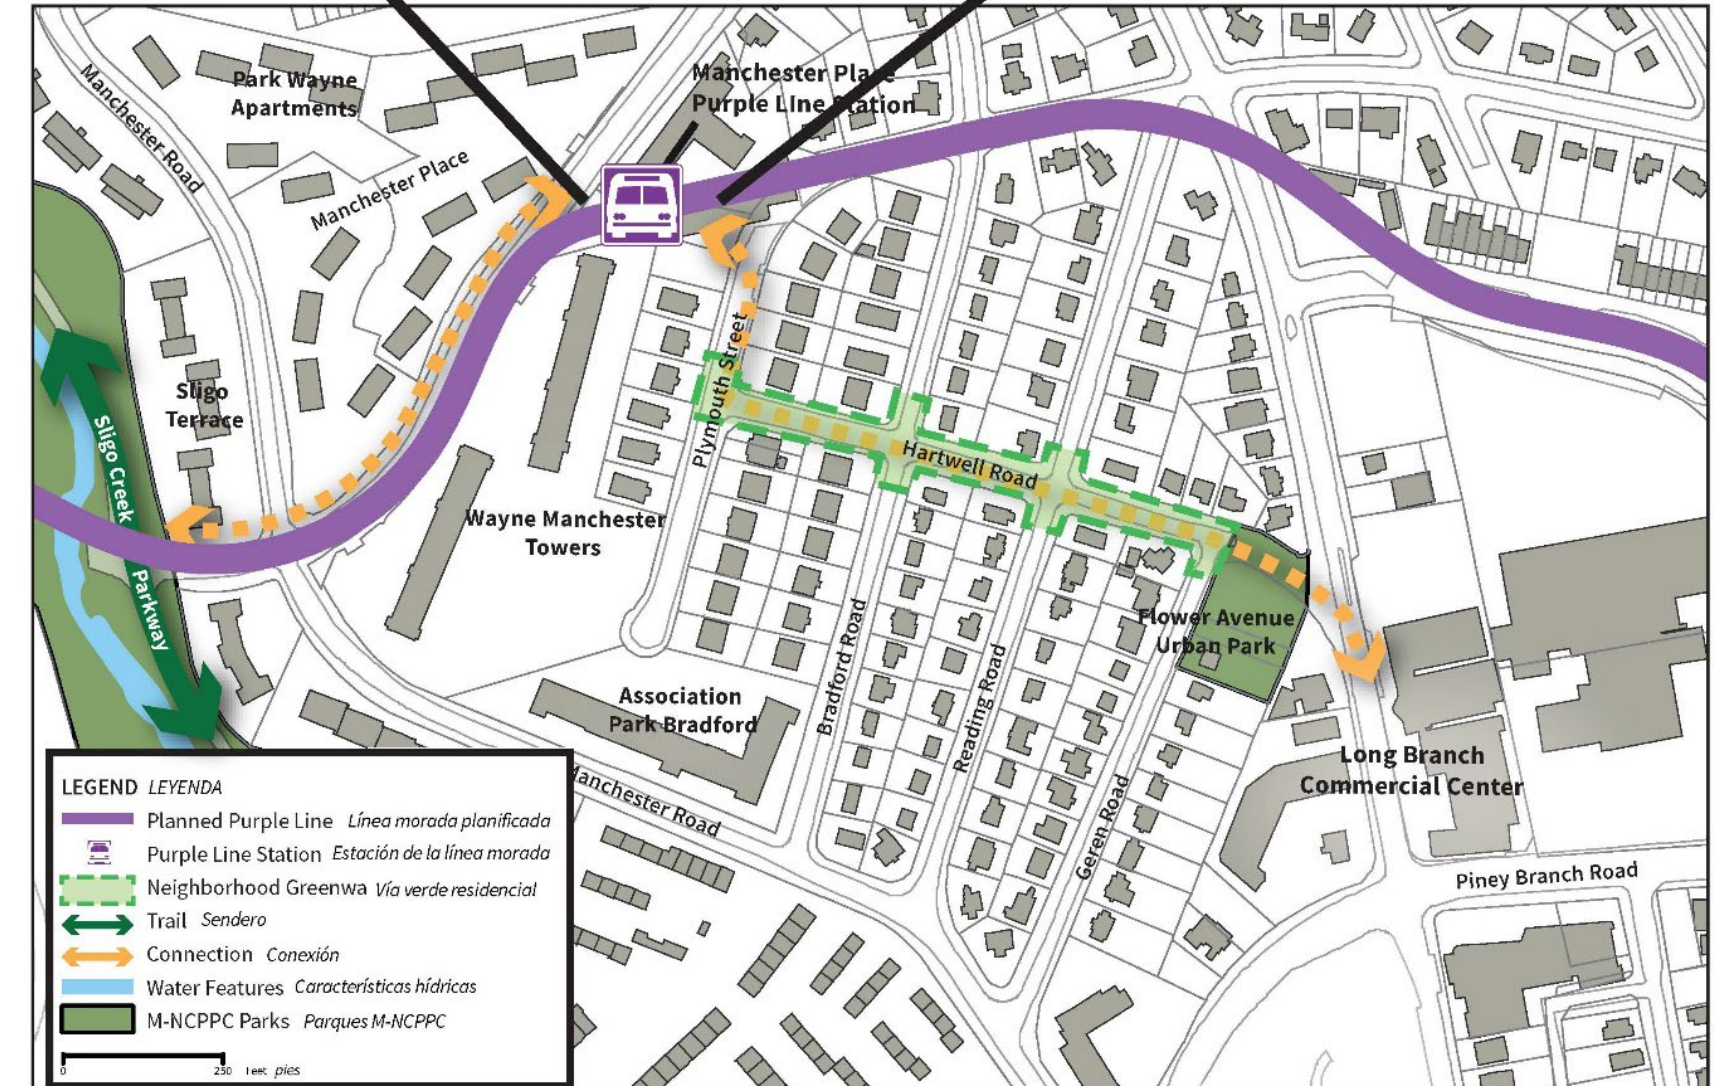 Manchester Road
Park Wayne
Apartments
Manchester Place
Purple LIne Station
Manchester Place
Sligo
Terrace
Sligo Creek
Parkway
Plymouth Street
Hartwell Road
Wayne Manchester
Towers
Flower Avenue
Urban Park
Association
Park Bradford
Bradford Road
Reading Road
Geren Road
Long Branch
Commercial Center
Manchester Road
Piney Branch Road
LEGEND LEYENDA
Planned Purple Line Línea morada planificada
Purple Line Station Estación de la línea morada
Neighborhood Greenwa Vía verde residencial
Trail Sendero
Connection Conexión
Water Features Características hídricas
M-NCPPC Parks Parques M-NCPPC
0 250 Feet pies